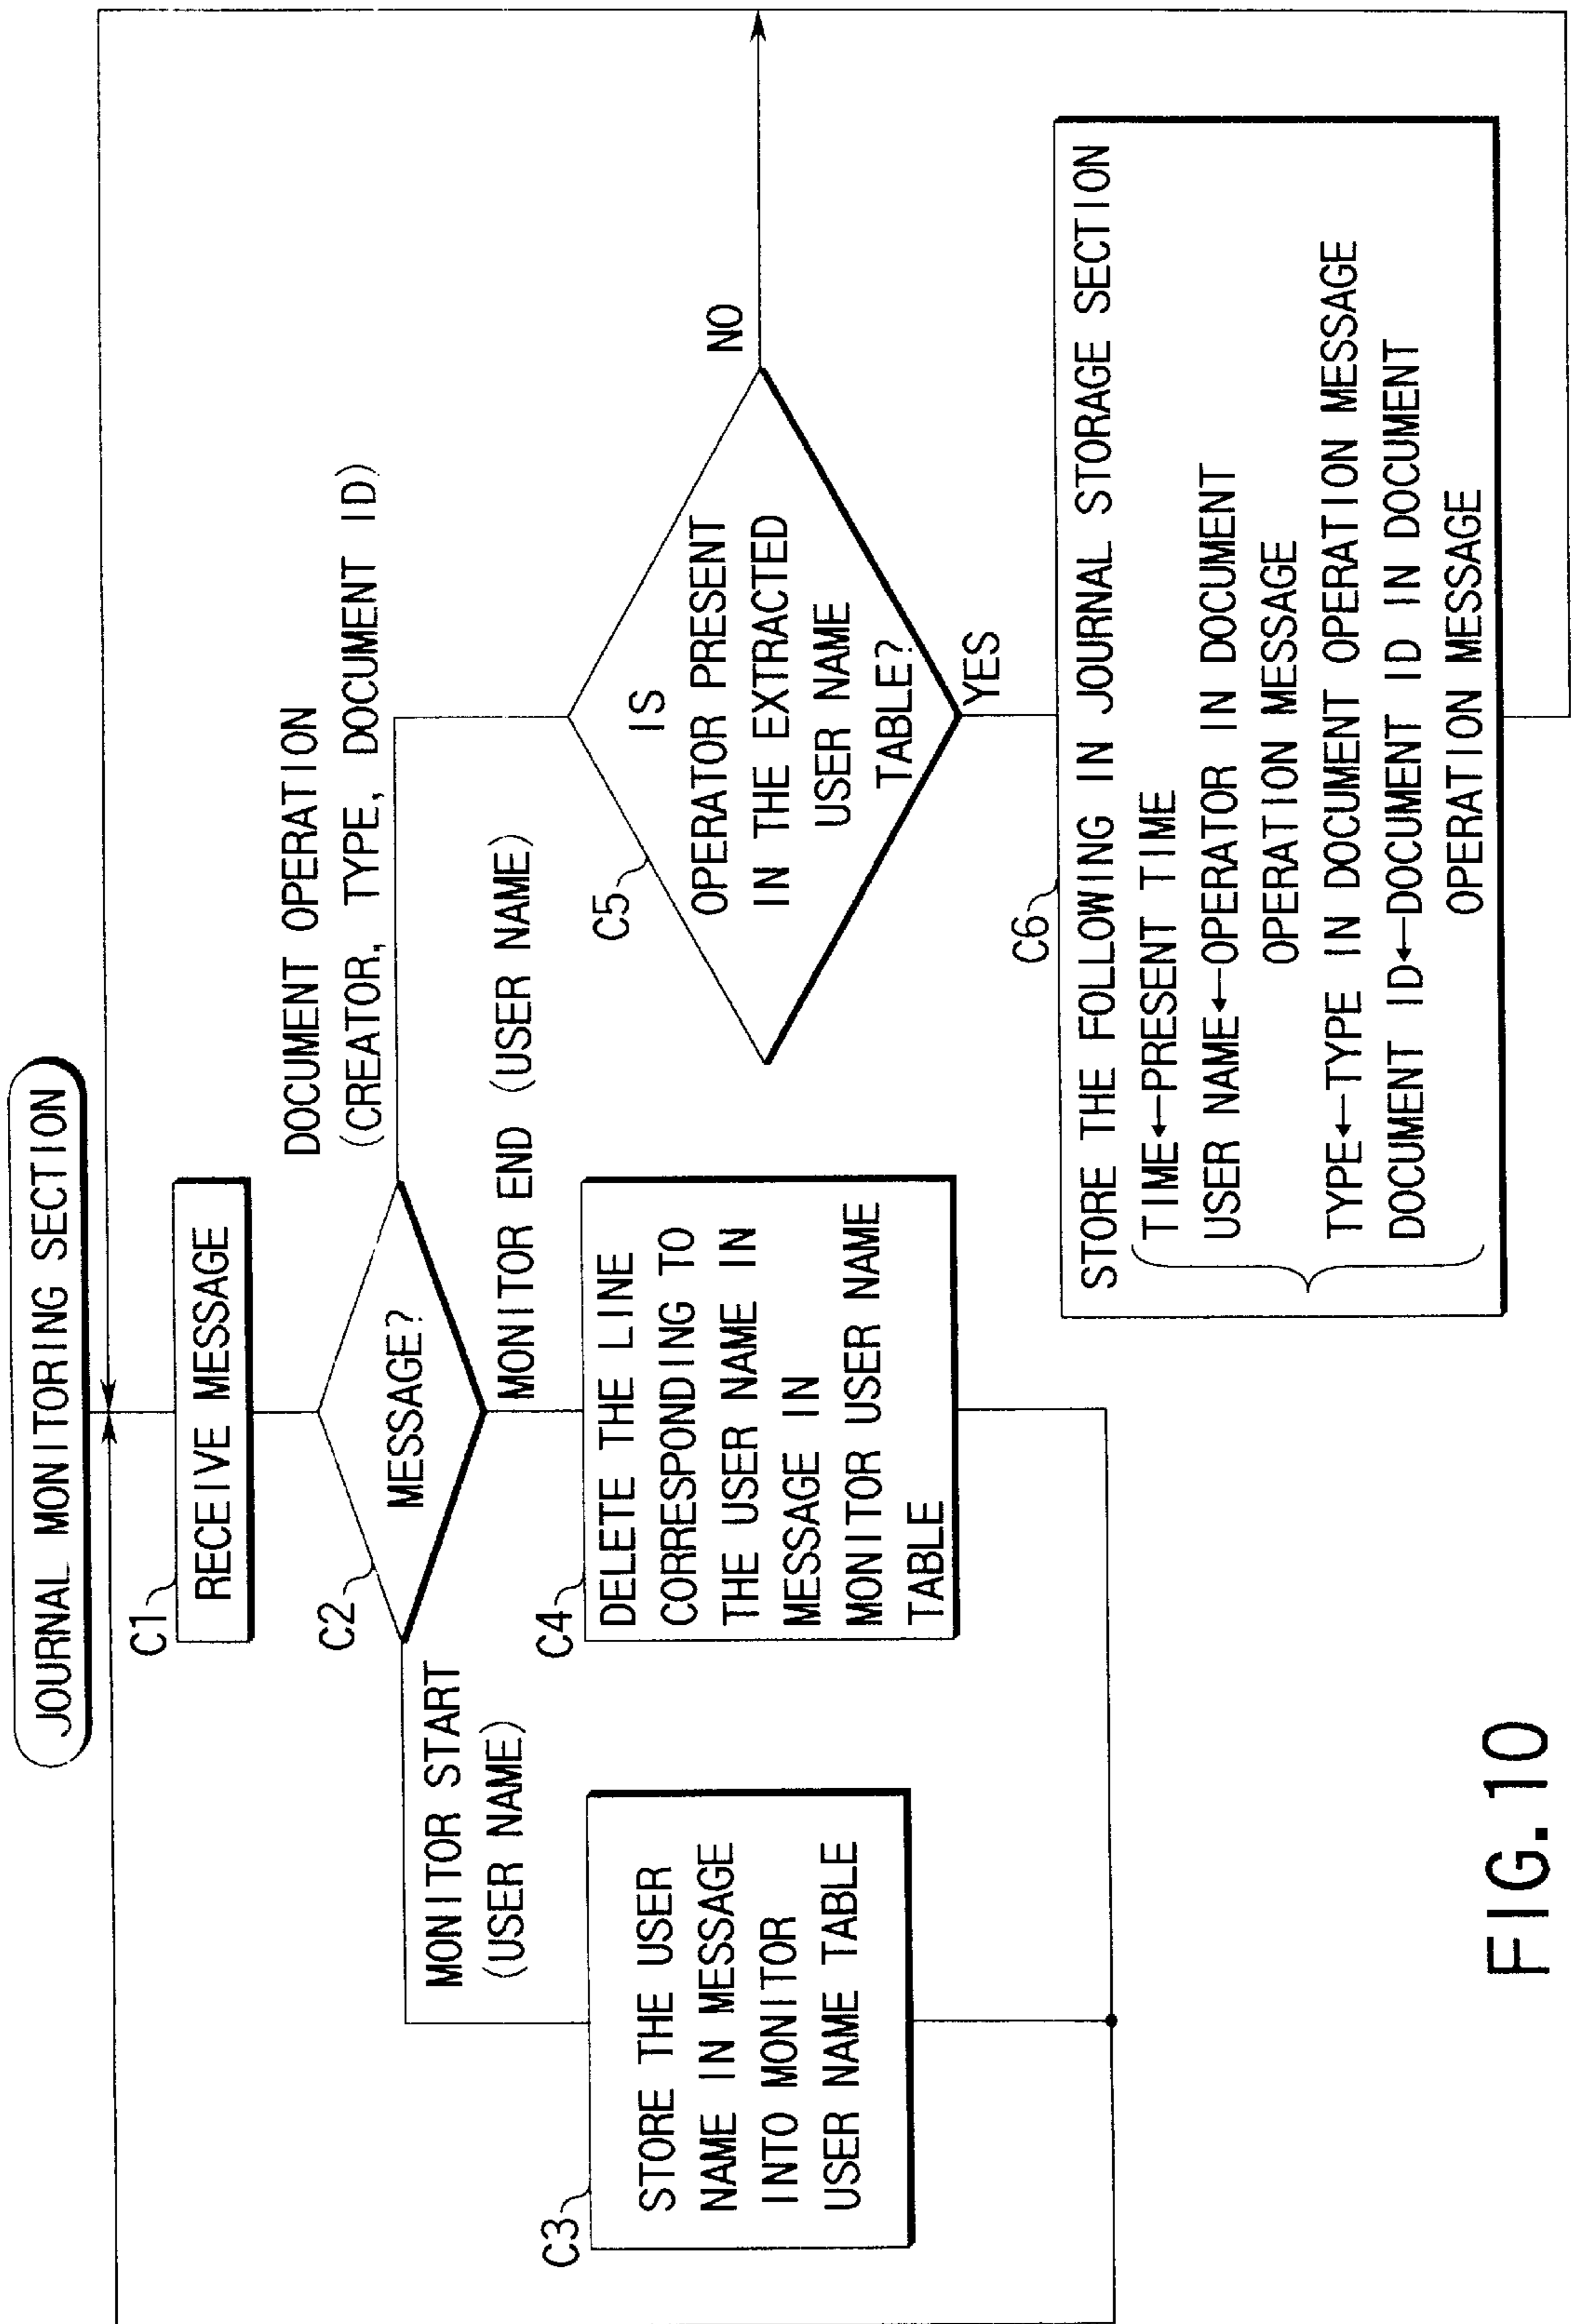 JOURNAL MONITORING SECTION
C1
RECEIVE MESSAGE
C2
MESSAGE?
MONITOR START
(USER NAME)
MONITOR END (USER NAME)
DOCUMENT OPERATION
(CREATOR, TYPE, DOCUMENT ID)
C3
STORE THE USER
NAME IN MESSAGE
INTO MONITOR
USER NAME TABLE
C4
DELETE THE LINE
CORRESPONDING TO
THE USER NAME IN
MESSAGE IN
MONITOR USER NAME
TABLE
C5
IS
OPERATOR PRESENT
IN THE EXTRACTED
USER NAME
TABLE?
NO
YES
C6
STORE THE FOLLOWING IN JOURNAL STORAGE SECTION
TIME←PRESENT TIME
USER NAME←OPERATOR IN DOCUMENT
OPERATION MESSAGE
TYPE←TYPE IN DOCUMENT OPERATION MESSAGE
DOCUMENT ID←DOCUMENT ID IN DOCUMENT
OPERATION MESSAGE
FIG.10